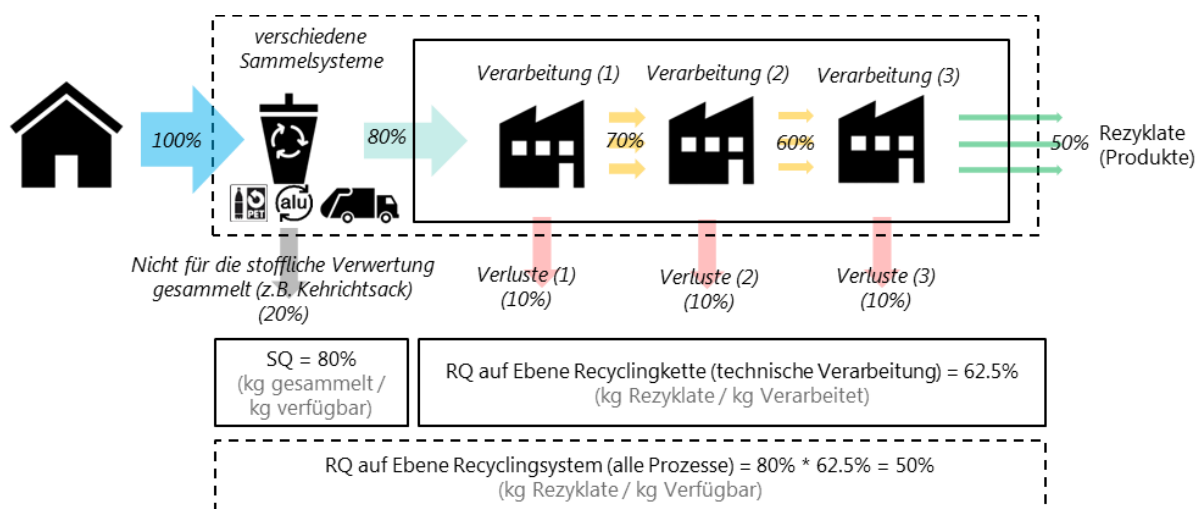 verschiedene
Sammelsysteme
Verarbeitung (1)
Verarbeitung (2)
Verarbeitung (3)
100%
80%
70%
60%
50%
Rezyklate
(Produkte)
PET
alu
Nicht für die stoffliche Verwertung
gesammelt (z.B. Kehrichtsack)
(20%)
Verluste (1)
(10%)
Verluste (2)
(10%)
Verluste (3)
(10%)
SQ = 80%
(kg gesammelt /
kg verfügbar)
RQ auf Ebene Recyclingkette (technische Verarbeitung) = 62.5%
(kg Rezyklate / kg Verarbeitet)
RQ auf Ebene Recyclingsystem (alle Prozesse) = 80% * 62.5% = 50%
(kg Rezyklate / kg Verfügbar)